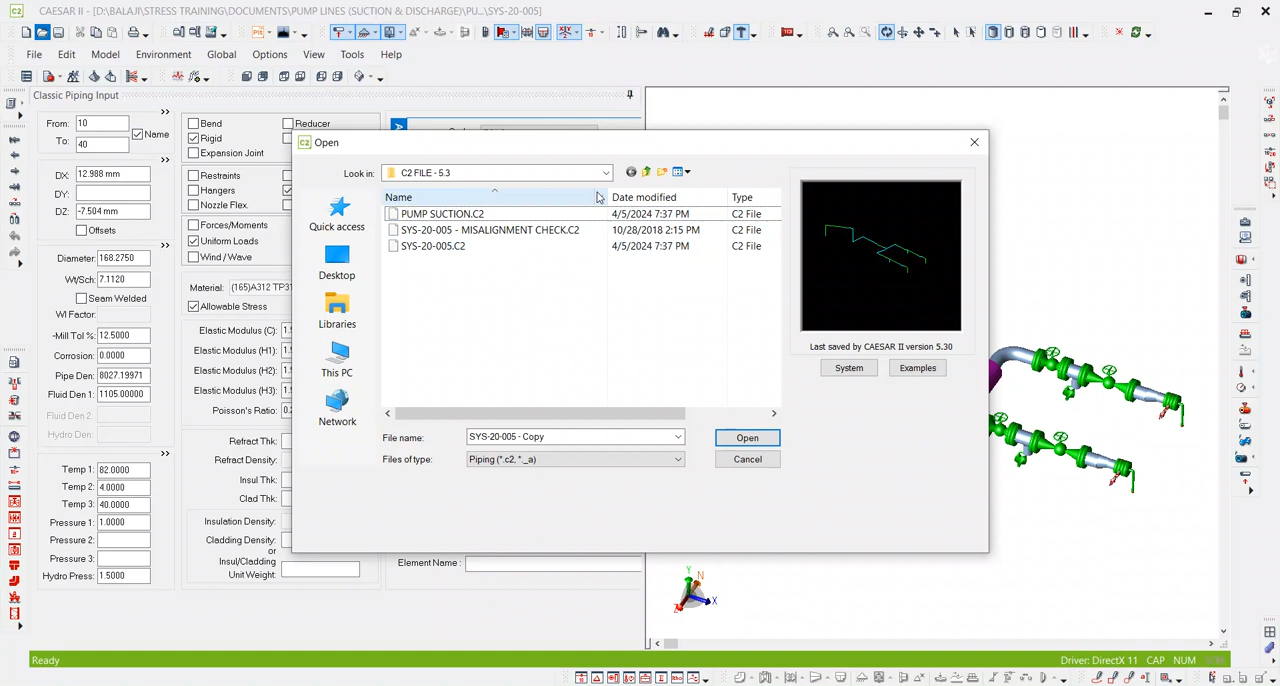 CAESAR II - [D:\BALAJI\STRESS TRAINING\DOCUMENTS\PUMP LINES (SUCTION & DISCHARGE)\PU...\SYS-20-005]
File Edit Model Environment Global Options View Tools Help
Classic Piping Input
From: 10
To: 40
Name
DX: 12.988 mm
DY:
DZ: -7.504 mm
Offsets
Diameter: 168.2750
Wt/Sch: 7.1120
Seam Welded
WI Factor:
-Mill Tol %: 12.5000
Corrosion: 0.0000
Pipe Den: 8027.19971
Fluid Den 1: 1105.00000
Fluid Den 2:
Hydro Den:
Temp 1: 82.0000
Temp 2: 4.0000
Temp 3: 40.0000
Pressure 1: 1.0000
Pressure 2:
Pressure 3:
Hydro Press: 1.5000
Bend
Reducer
Rigid
Expansion Joint
Restraints
Hangers
Nozzle Flex.
Forces/Moments
Uniform Loads
Wind / Wave
Material: (165)A312 TP31
Allowable Stress
Elastic Modulus (C):
Elastic Modulus (H1):
Elastic Modulus (H2):
Elastic Modulus (H3):
Poisson's Ratio:
Refract Thk:
Refract Density:
Insul Thk:
Clad Thk:
Insulation Density:
Cladding Density:
or
Insul/Cladding
Unit Weight:
Element Name :
Open
Look in: C2 FILE - 5.3
Name Date modified Type
PUMP SUCTION.C2 4/5/2024 7:37 PM C2 File
SYS-20-005 - MISALIGNMENT CHECK.C2 10/28/2018 2:15 PM C2 File
SYS-20-005.C2 4/5/2024 7:37 PM C2 File
Quick access
Desktop
Libraries
This PC
Network
Last saved by CAESAR II version 5.30
System Examples
File name: SYS-20-005 - Copy Open
Files of type: Piping (*.c2, *._a) Cancel
Y
N
X
Z
Ready Driver: DirectX 11 CAP NUM